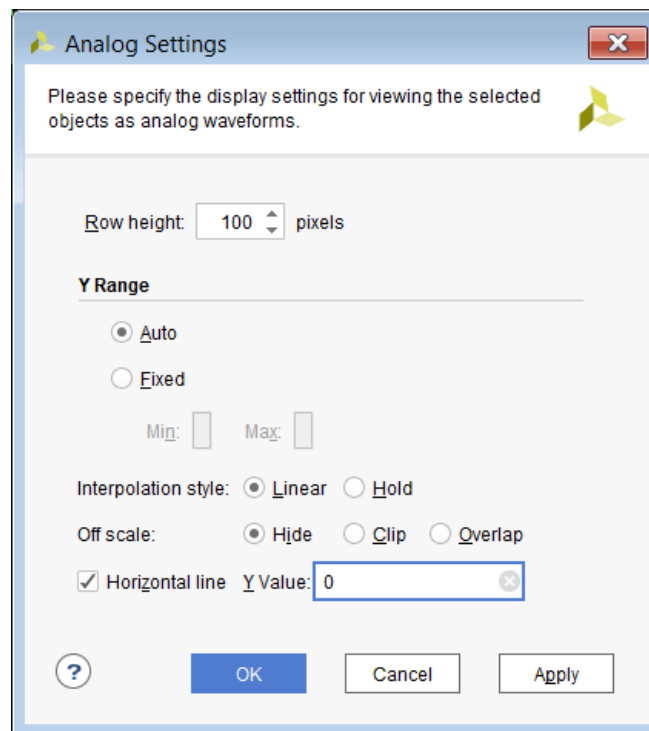 Analog Settings
Please specify the display settings for viewing the selected
objects as analog waveforms.
Row height: 100 pixels
Y Range
Auto
Fixed
Min: Max:
Interpolation style: Linear Hold
Off scale: Hide Clip Overlap
Horizontal line Y Value: 0
? OK Cancel Apply